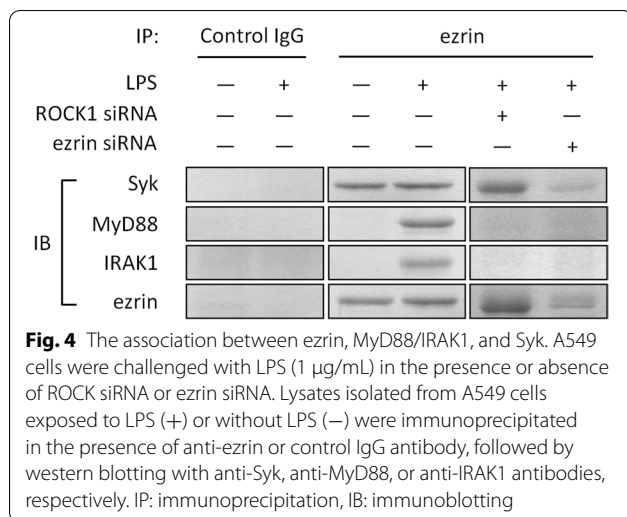 IP: Control IgG ezrin
LPS — + — + + +
ROCK1 siRNA — — — — + —
ezrin siRNA — — — — — +
Syk
MyD88
IB
IRAK1
ezrin
Fig. 4 The association between ezrin, MyD88/IRAK1, and Syk. A549
cells were challenged with LPS (1 μg/mL) in the presence or absence
of ROCK siRNA or ezrin siRNA. Lysates isolated from A549 cells
exposed to LPS (+) or without LPS (−) were immunoprecipitated
in the presence of anti-ezrin or control IgG antibody, followed by
western blotting with anti-Syk, anti-MyD88, or anti-IRAK1 antibodies,
respectively. IP: immunoprecipitation, IB: immunoblotting